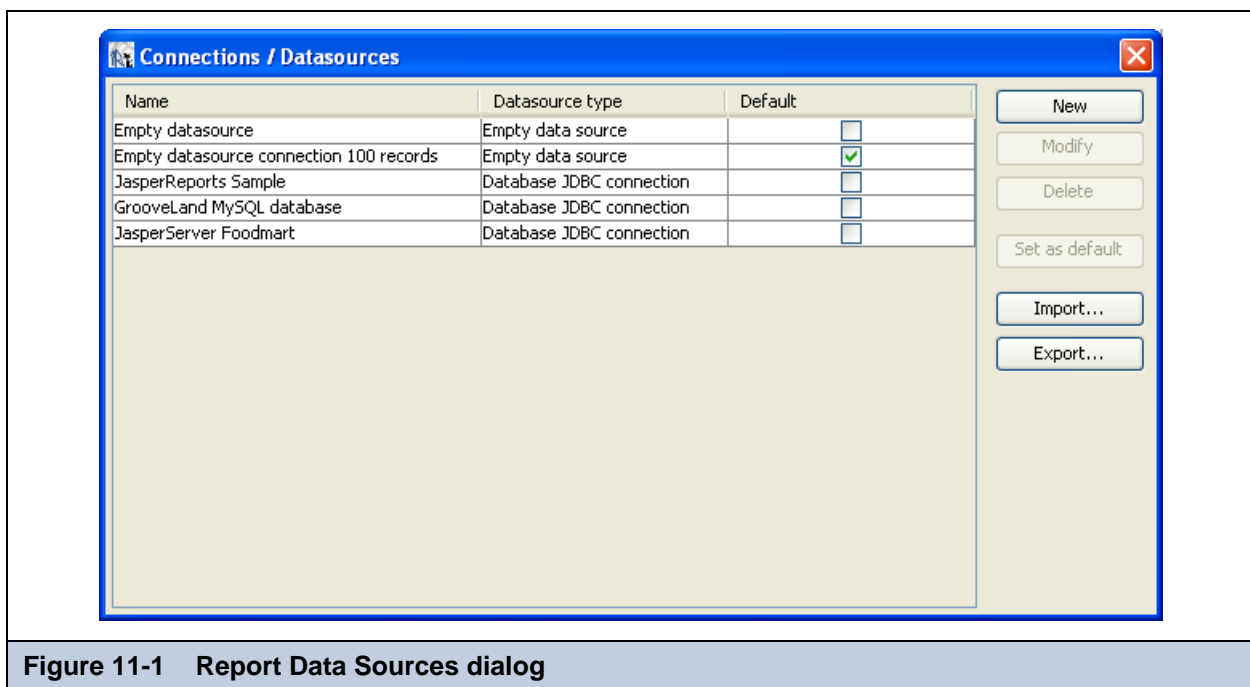 Connections / Datasources
Name Datasource type Default
Empty datasource Empty data source
Empty datasource connection 100 records Empty data source
JasperReports Sample Database JDBC connection
GrooveLand MySQL database Database JDBC connection
JasperServer Foodmart Database JDBC connection
New
Modify
Delete
Set as default
Import...
Export...
Figure 11-1 Report Data Sources dialog